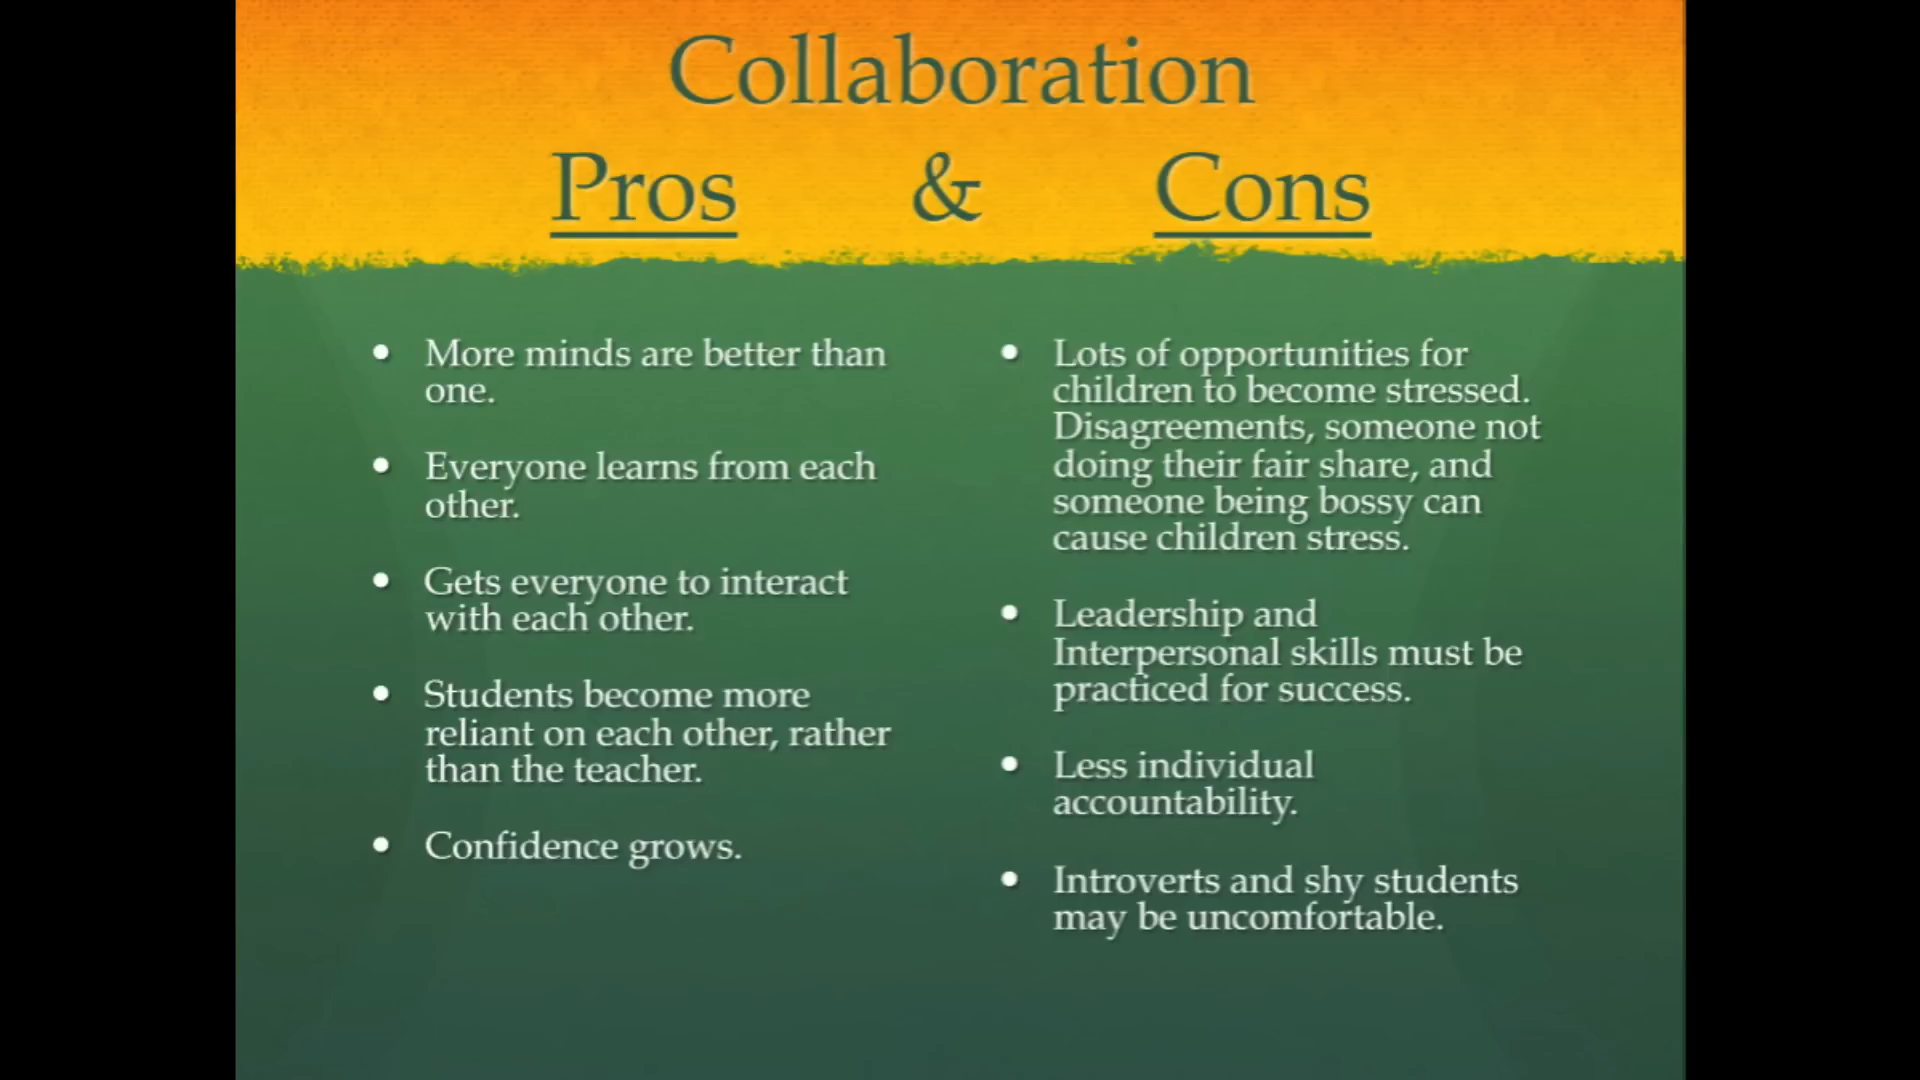 Collaboration
Pros & Cons
More minds are better than
one.
Everyone learns from each
other.
Gets everyone to interact
with each other.
Students become more
reliant on each other, rather
than the teacher.
Confidence grows.
Lots of opportunities for
children to become stressed.
Disagreements, someone not
doing their fair share, and
someone being bossy can
cause children stress.
Leadership and
Interpersonal skills must be
practiced for success.
Less individual
accountability.
Introverts and shy students
may be uncomfortable.